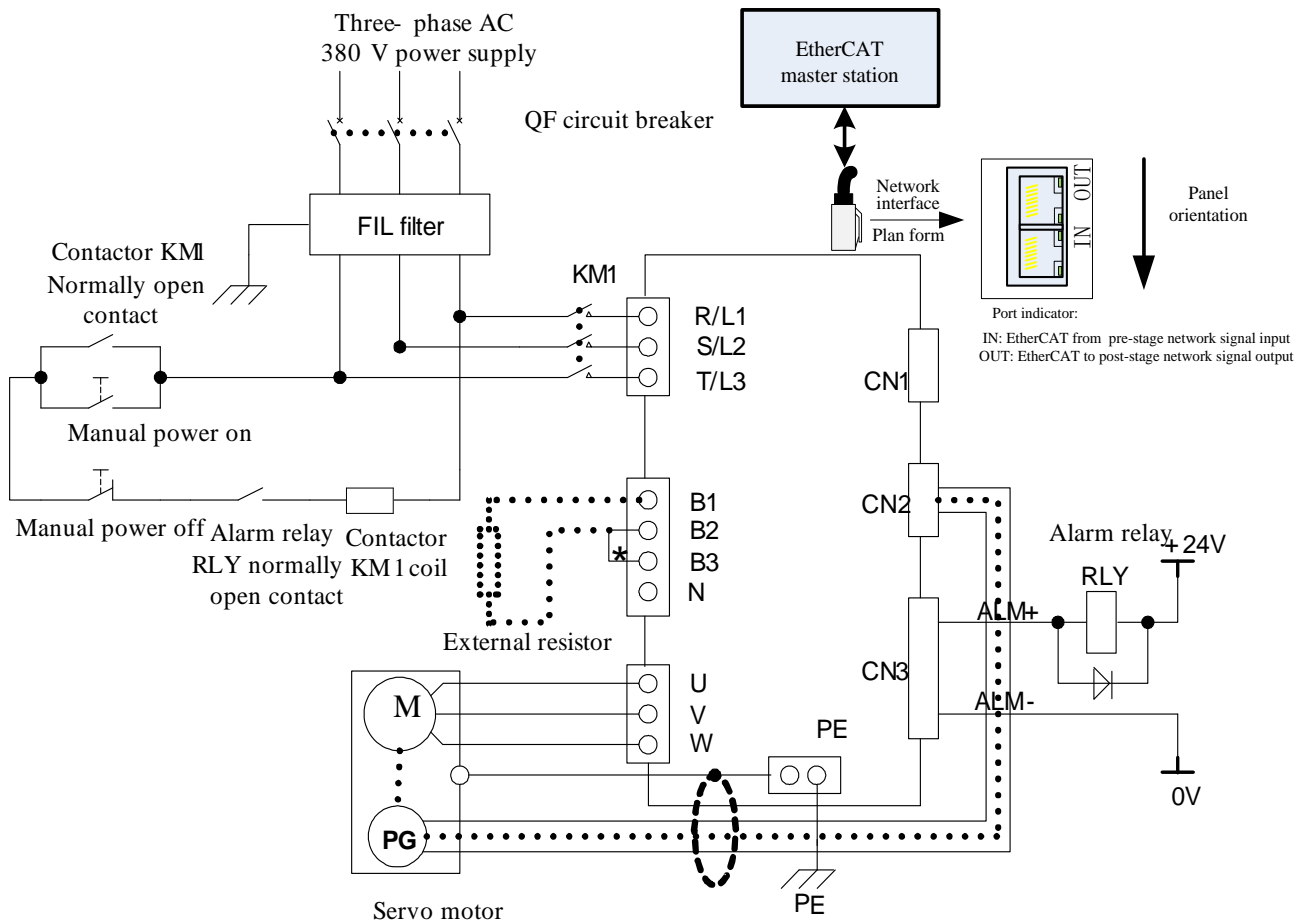 Three- phase AC
380 V power supply
QF circuit breaker
EtherCAT
master station
Network
interface
Plan form
IN OUT
Panel
orientation
Port indicator:
IN: EtherCAT from pre-stage network signal input
OUT: EtherCAT to post-stage network signal output
FIL filter
Contactor KM1
Normally open
contact
KM1
R/L1
S/L2
T/L3
CN1
Manual power on
B1
B2
*
B3
N
CN2
Manual power off
Alarm relay
RLY normally
open contact
Contactor
KM1 coil
External resistor
Alarm relay
+24V
RLY
ALM+
CN3
ALM-
0V
U
V
W
M
PE
PG
PE
Servo motor